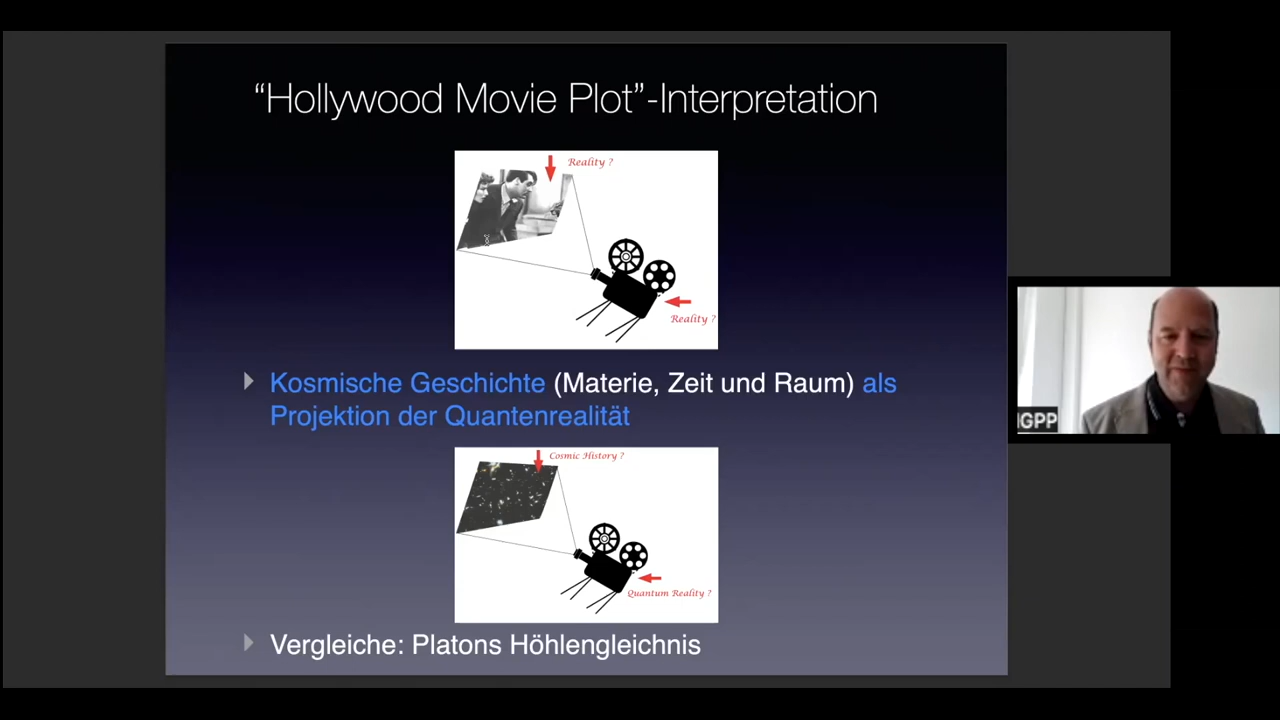 “Hollywood Movie Plot”-Interpretation
Reality ?
Reality ?
Kosmische Geschichte (Materie, Zeit und Raum) als
Projektion der Quantenrealität
IGPP
Cosmic History ?
Quantum Reality ?
Vergleiche: Platons Höhlengleichnis